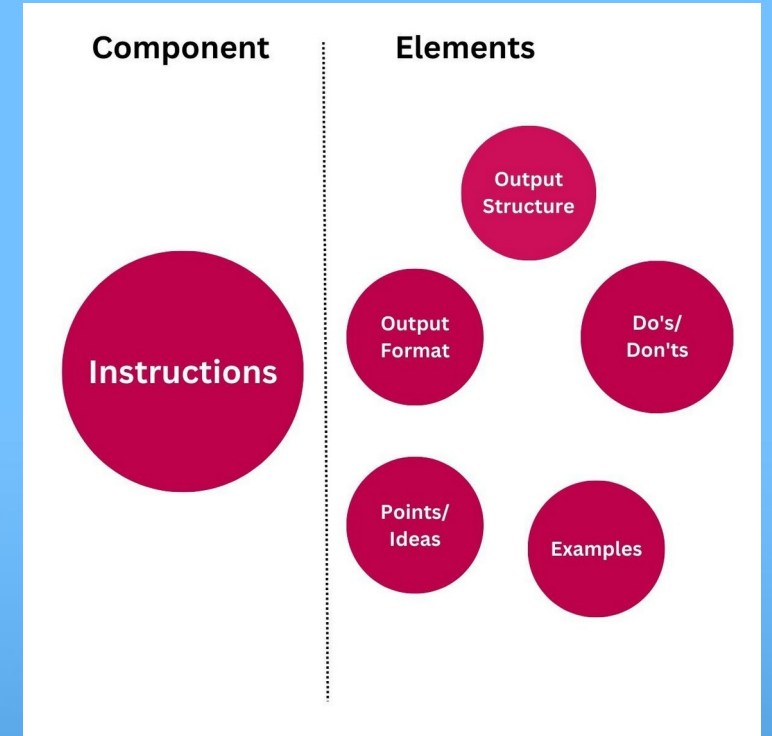 Component
Elements
Output
Structure
Output
Format
Do's/
Don'ts
Instructions
Points/
Ideas
Examples